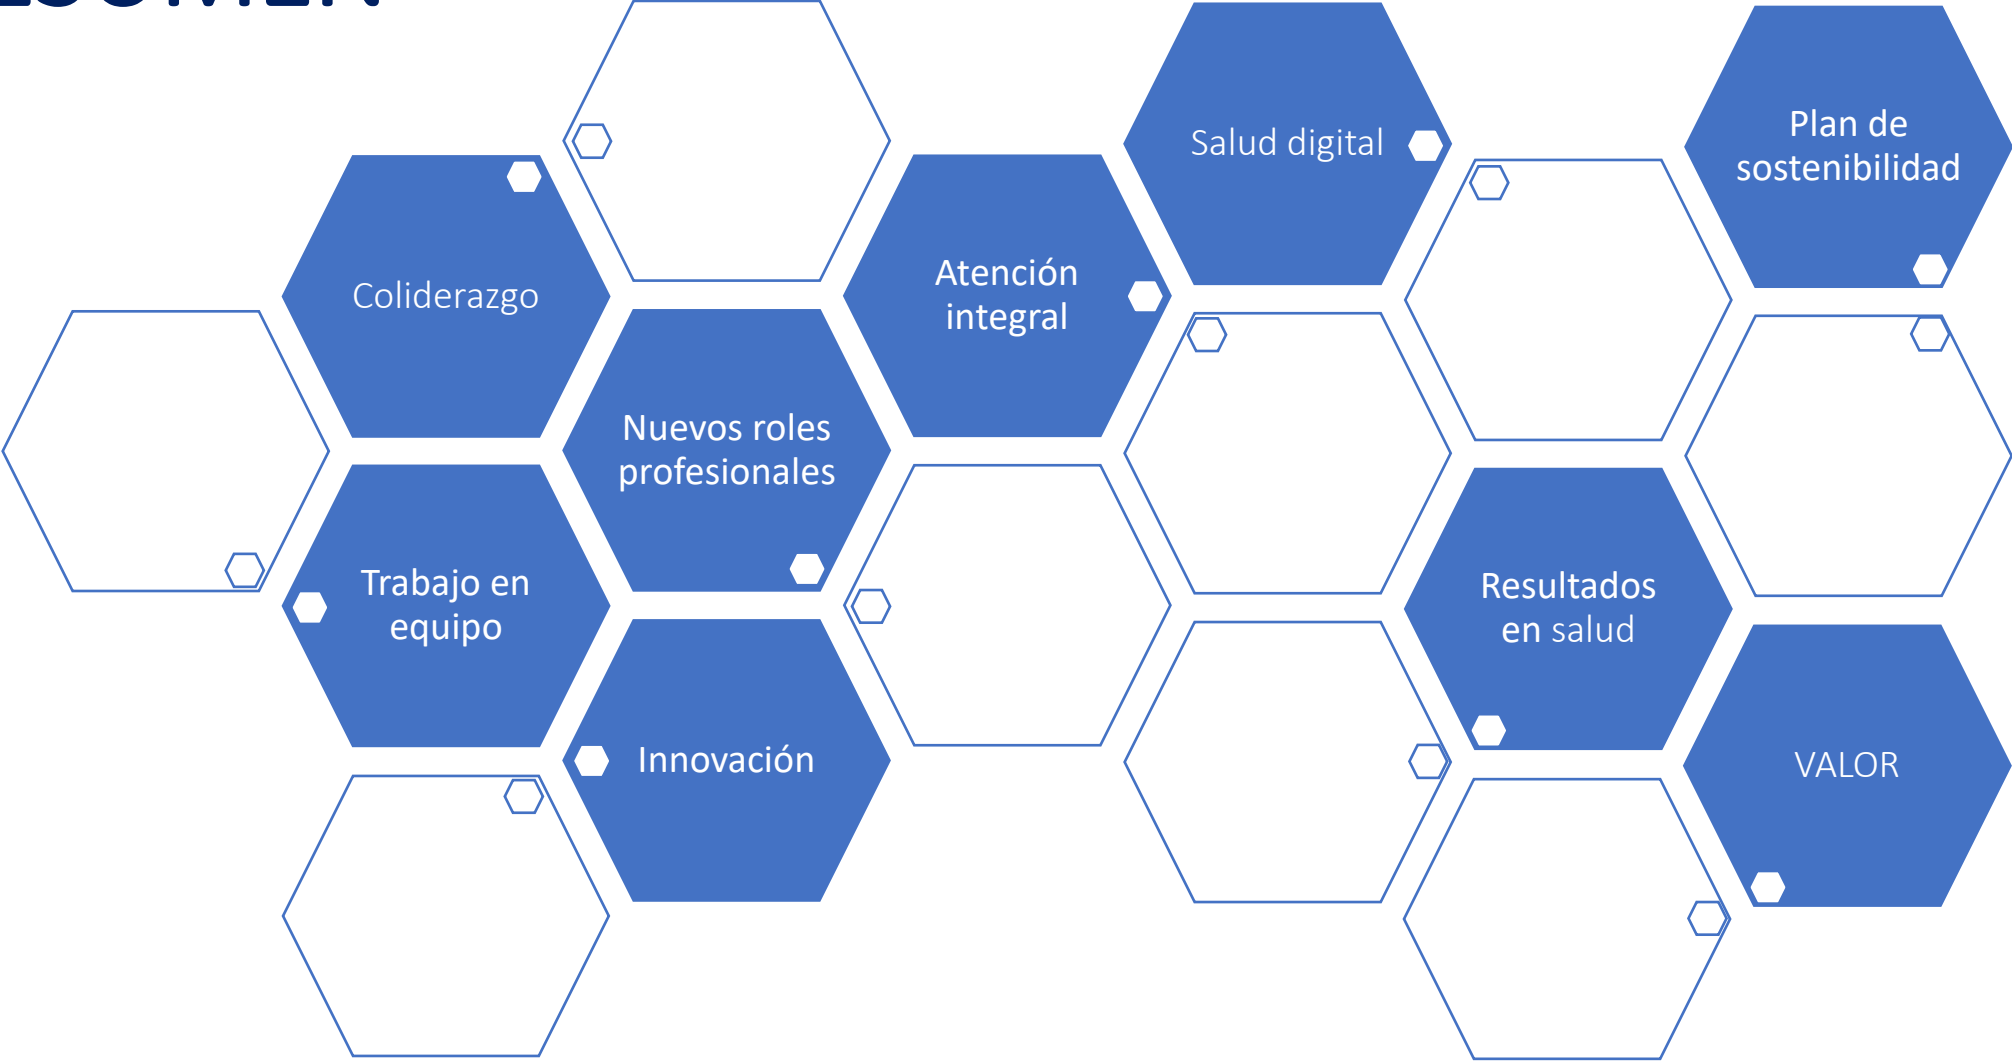 Salud digital
Plan de
sostenibilidad
Coliderazgo
Atención
integral
Nuevos roles
profesionales
Trabajo en
equipo
Resultados
en salud
Innovación
VALOR